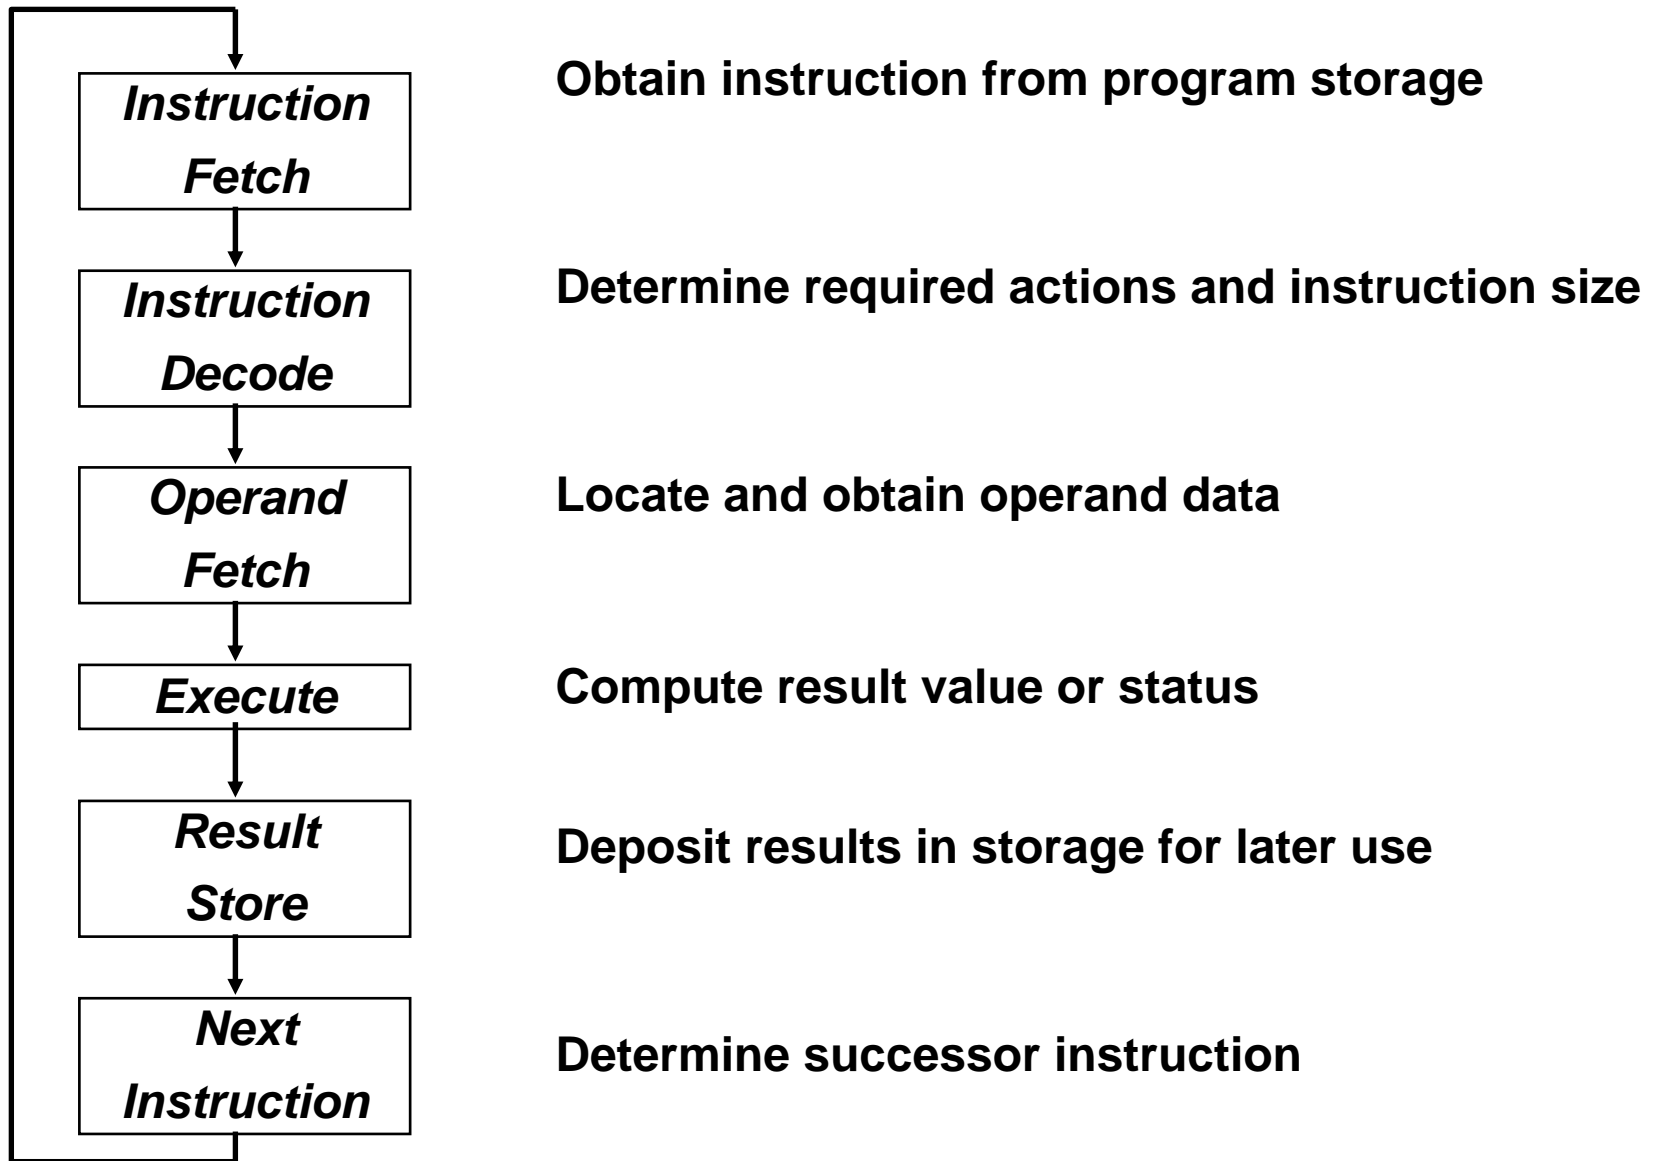 Instruction
Fetch
Obtain instruction from program storage
Instruction
Decode
Determine required actions and instruction size
Operand
Fetch
Locate and obtain operand data
Execute
Compute result value or status
Result
Store
Deposit results in storage for later use
Next
Instruction
Determine successor instruction